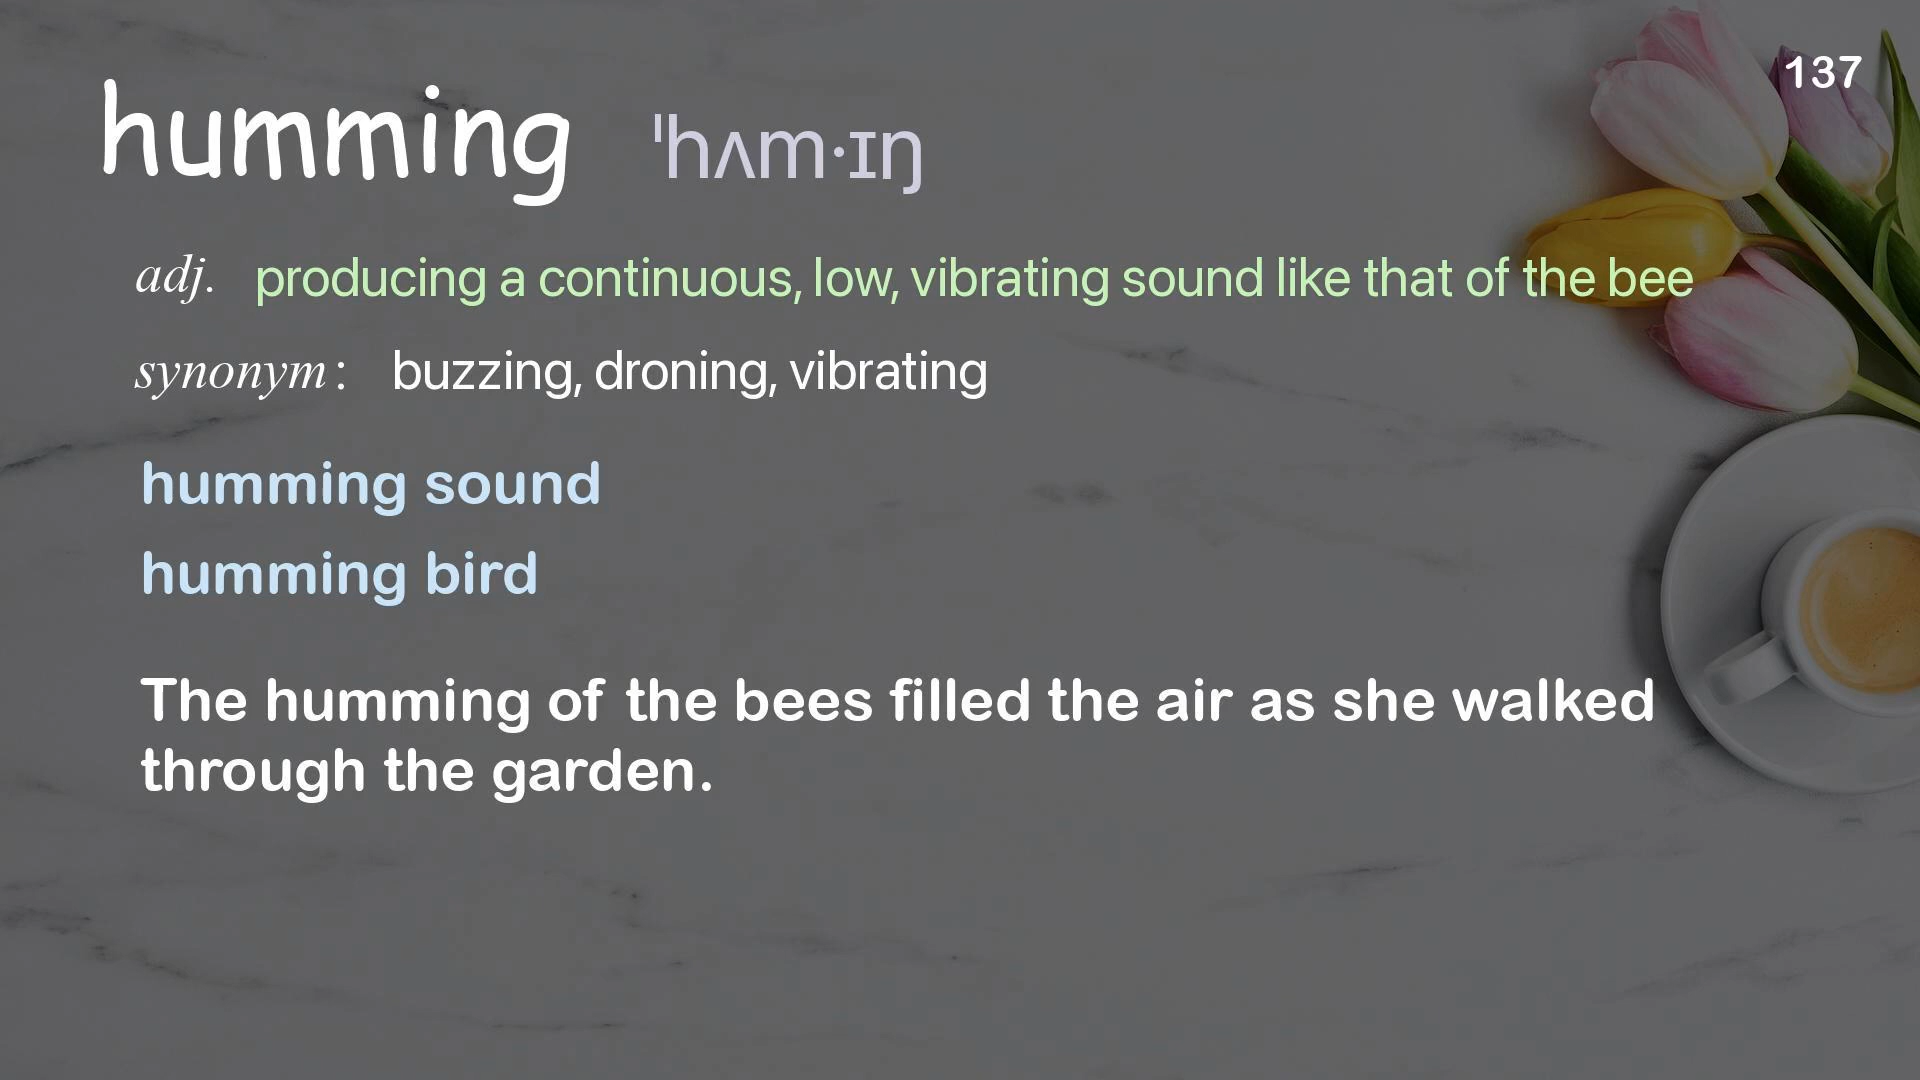 137
humming ˈhʌm·ɪŋ
adj. producing a continuous, low, vibrating sound like that of the bee
synonym: buzzing, droning, vibrating
humming sound
humming bird
The humming of the bees filled the air as she walked
through the garden.